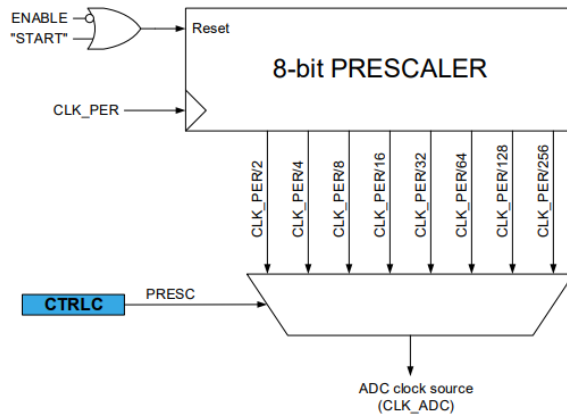 ENABLE
"START"
Reset
8-bit PRESCALER
CLK_PER
CLK_PER/2
CLK_PER/4
CLK_PER/8
CLK_PER/16
CLK_PER/32
CLK_PER/64
CLK_PER/128
CLK_PER/256
CTRLC
PRESC
ADC clock source
(CLK_ADC)